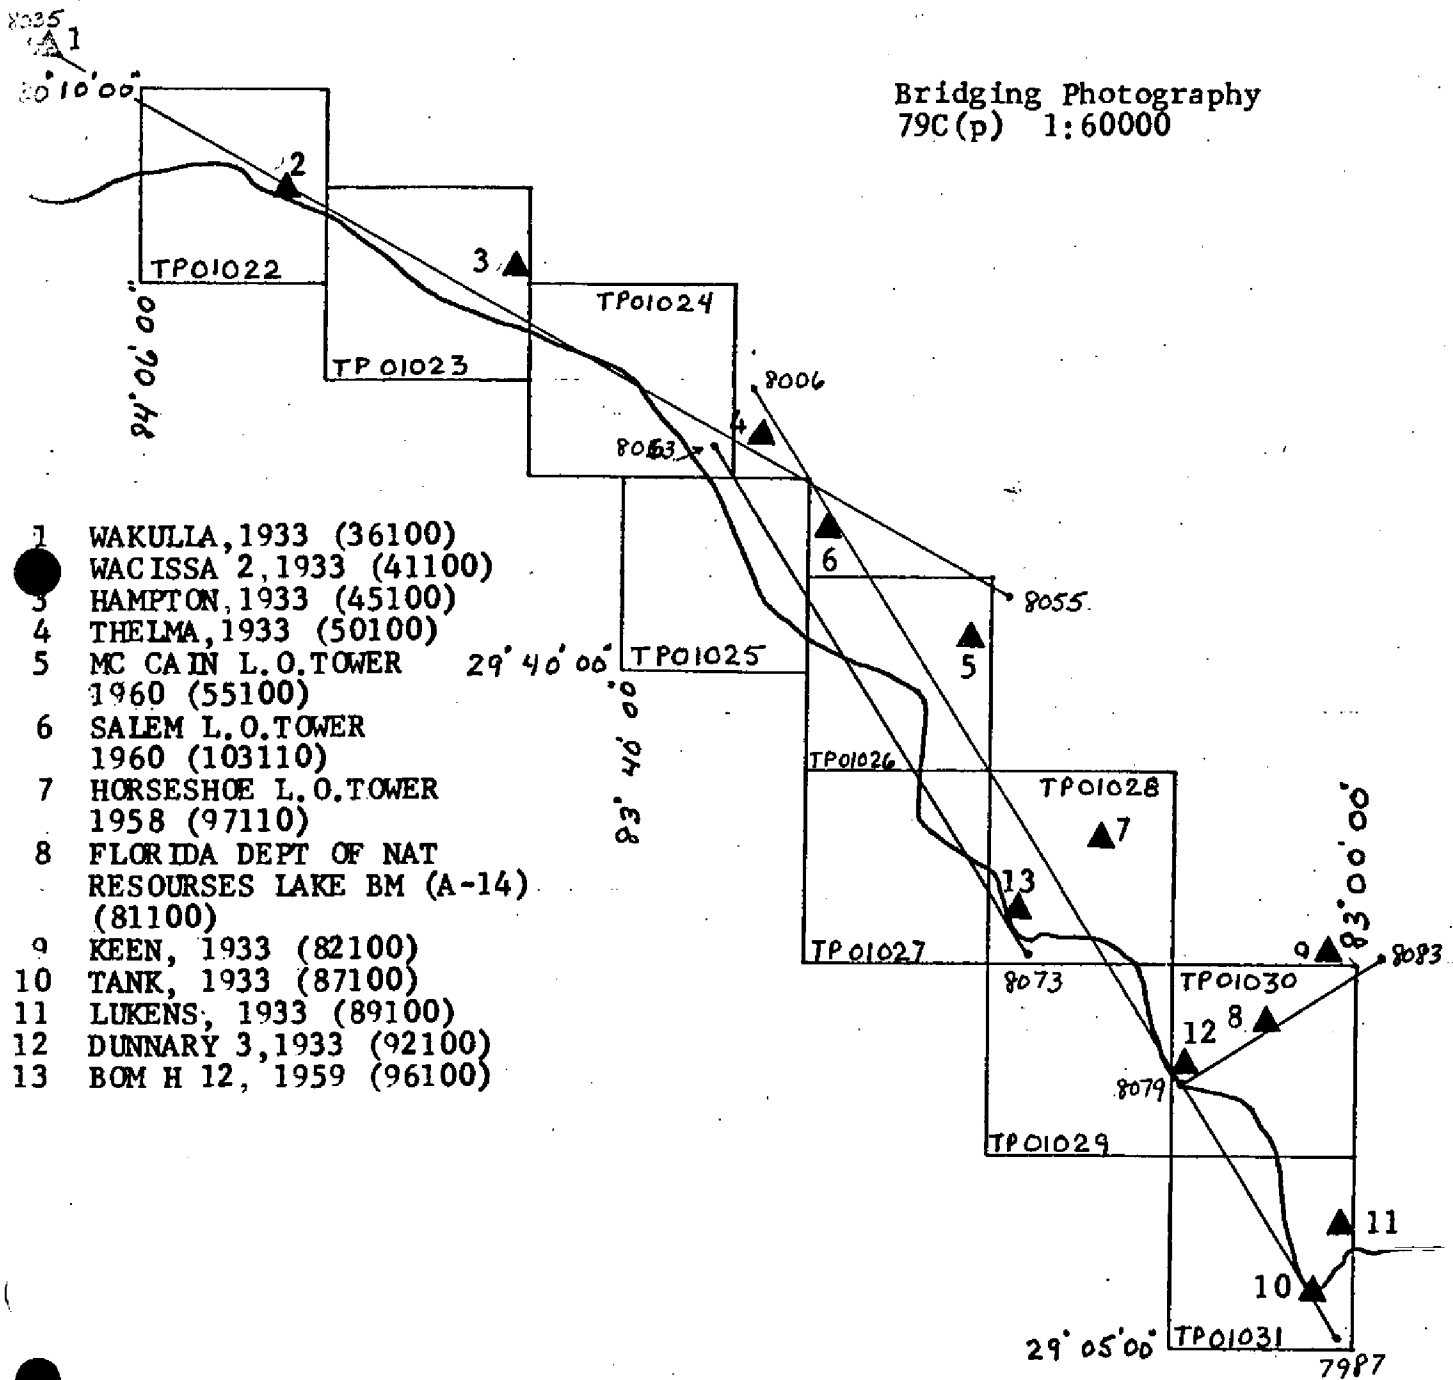 8035
1
30°10'00"
Bridging Photography
79C(p) 1:60000
2
3
TP01022
TP01024
84°06'00"
TP01023
8006
4
8063
1 WAKULLA, 1933 (36100)
WACISSA 2, 1933 (41100)
3 HAMPTON, 1933 (45100)
4 THELMA, 1933 (50100)
5 MC CAIN L.O.TOWER
1960 (55100)
6 SALEM L.O.TOWER
1960 (103110)
7 HORSESHOE L.O.TOWER
1958 (97110)
8 FLORIDA DEPT OF NAT
RESOURSES LAKE BM (A-14)
(81100)
9 KEEN, 1933 (82100)
10 TANK, 1933 (87100)
11 LUKENS, 1933 (89100)
12 DUNNARY 3, 1933 (92100)
13 BOM H 12, 1959 (96100)
6
8055
5
29°40'00"
TP01025
83°40'00"
TP01026
TP01028
7
83°00'00"
13
TP01027
8073
9
8083
TP01030
8
12
8079
TP01029
11
10
29°05'00"
TP01031
7987